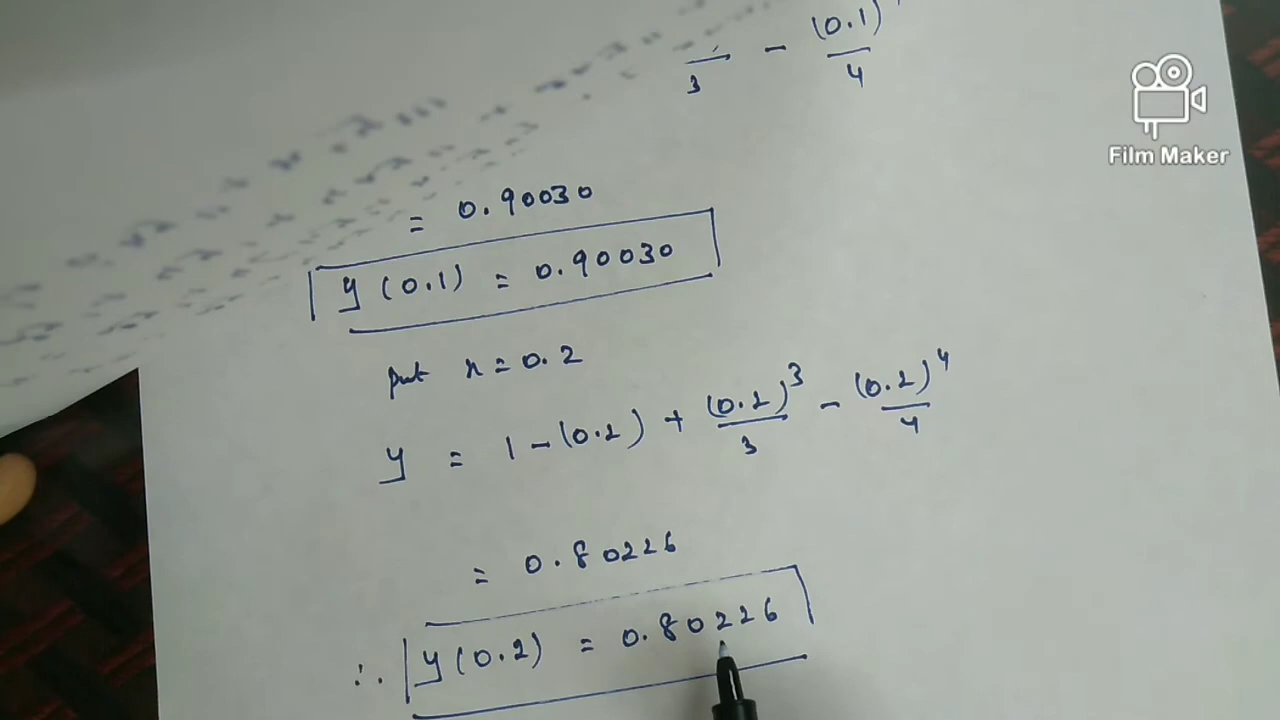 /3 - (0.1)/4
= 0.90030
y(0.1) = 0.90030
put x = 0.2
y = 1 - (0.2) + (0.2)^3/3 - (0.2)^4/4
= 0.80226
∴ y(0.2) = 0.80226
Film Maker